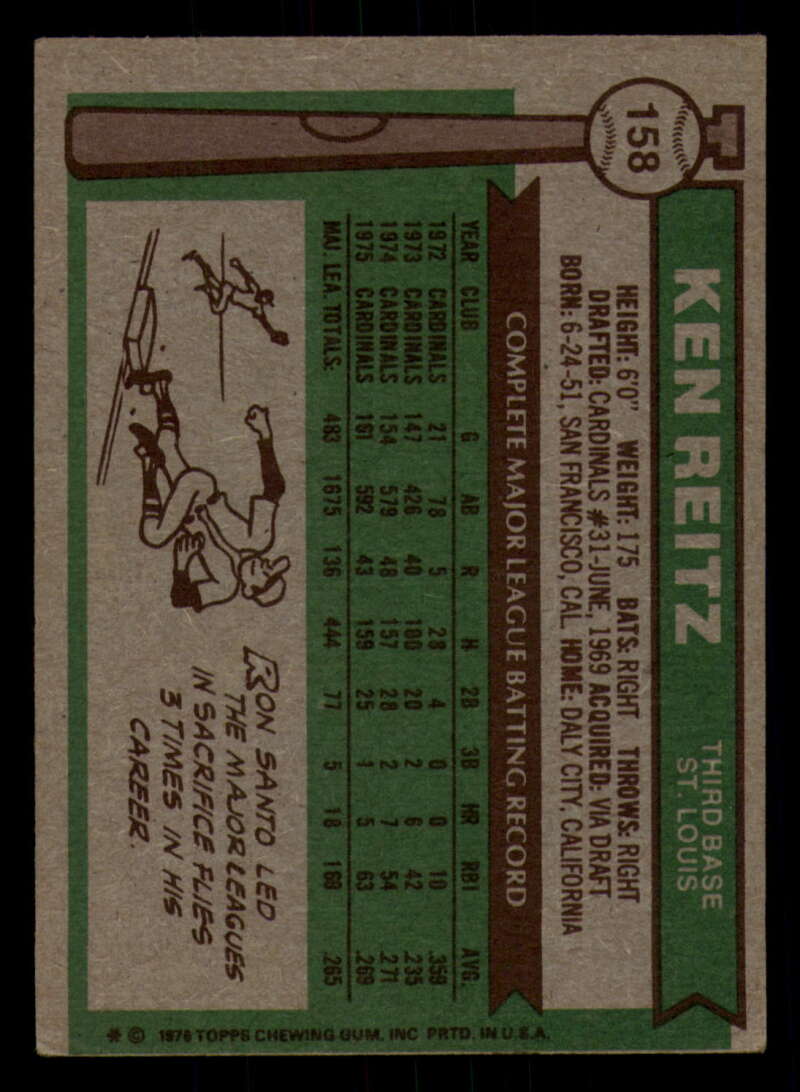 158
KEN REITZ
THIRD BASE
ST. LOUIS
HEIGHT: 6'0" WEIGHT: 175 BATS: RIGHT THROWS: RIGHT
DRAFTED: CARDINALS #31-JUNE, 1969 ACQUIRED: VIA DRAFT
BORN: 6-24-51, SAN FRANCISCO, CAL. HOME: DALY CITY, CALIFORNIA
COMPLETE MAJOR LEAGUE BATTING RECORD
YEAR CLUB G AB R H 2B 3B HR RBI AVG.
1972 CARDINALS 21 78 5 28 4 0 0 10 .359
1973 CARDINALS 147 426 40 100 20 2 6 42 .235
1974 CARDINALS 154 579 48 157 28 2 7 54 .271
1975 CARDINALS 161 592 43 159 25 1 5 63 .269
MAJ. LEA. TOTALS: 483 1675 136 444 77 5 18 169 .265
RON SANTO LED
THE MAJOR LEAGUES
IN SACRIFICE FLIES
3 TIMES IN HIS
CAREER.
* © 1976 TOPPS CHEWING GUM, INC PRTD. IN U.S.A.